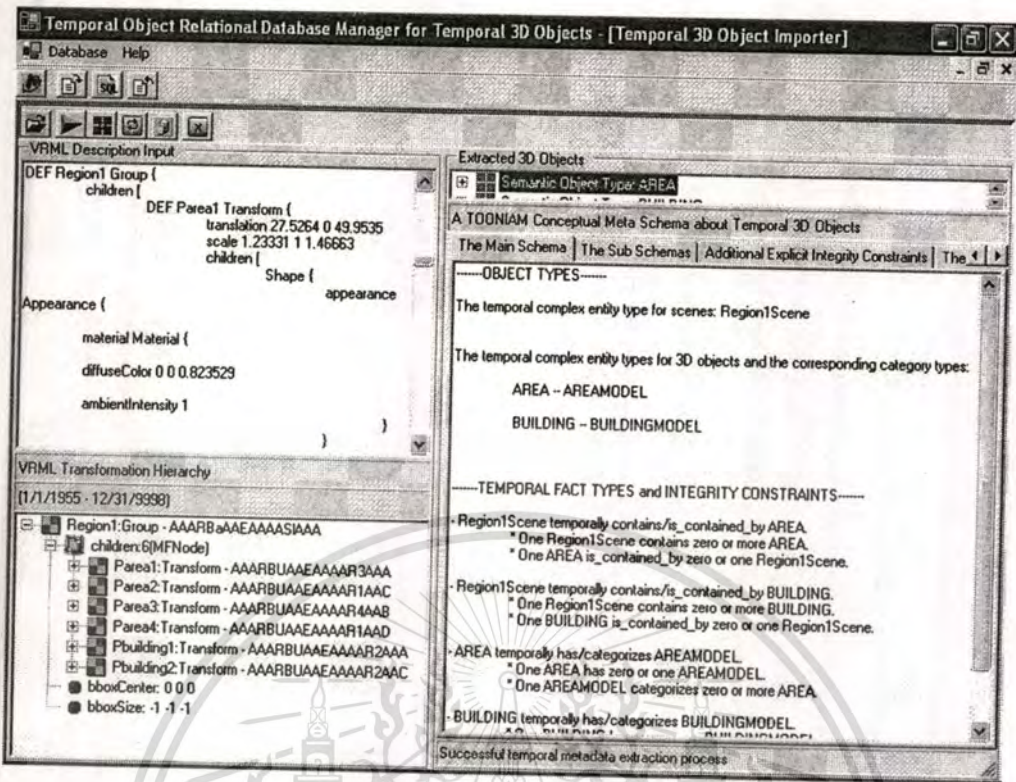 Temporal Object Relational Database Manager for Temporal 3D Objects - [Temporal 3D Object Importer]
Database Help
SQL
VRML Description Input
DEF Region1 Group {
children [
DEF Parea1 Transform {
translation 27.5264 0 49.9535
scale 1.23331 1 1.46663
children [
Shape {
appearance
Appearance {
material Material {
diffuseColor 0 0 0.823529
ambientIntensity 1
}
}
VRML Transformation Hierarchy
[1/1/1955 - 12/31/9998)
Region1:Group - AAARBaAAEAAAASIAAA
children:6(MFNode)
Parea1:Transform - AAARBUAAEAAAAR3AAA
Parea2:Transform - AAARBUAAEAAAAR1AAC
Parea3:Transform - AAARBUAAEAAAAR4AAB
Parea4:Transform - AAARBUAAEAAAAR1AAD
Pbuilding1:Transform - AAARBUAAEAAAAR2AAA
Pbuilding2:Transform - AAARBUAAEAAAAR2AAC
bboxCenter: 0 0 0
bboxSize: -1 -1 -1
Extracted 3D Objects
Semantic Object Type: AREA
A TOONIAM Conceptual Meta Schema about Temporal 3D Objects
The Main Schema The Sub Schemas Additional Explicit Integrity Constraints The
------OBJECT TYPES------
The temporal complex entity type for scenes: Region1Scene
The temporal complex entity types for 3D objects and the corresponding category types:
AREA -- AREAMODEL
BUILDING -- BUILDINGMODEL
------TEMPORAL FACT TYPES and INTEGRITY CONSTRAINTS------
- Region1Scene temporally contains/is_contained_by AREA.
* One Region1Scene contains zero or more AREA.
* One AREA is_contained_by zero or one Region1Scene.
- Region1Scene temporally contains/is_contained_by BUILDING.
* One Region1Scene contains zero or more BUILDING.
* One BUILDING is_contained_by zero or one Region1Scene.
- AREA temporally has/categorizes AREAMODEL.
* One AREA has zero or one AREAMODEL.
* One AREAMODEL categorizes zero or more AREA.
- BUILDING temporally has/categorizes BUILDINGMODEL.
Successful temporal metadata extraction process